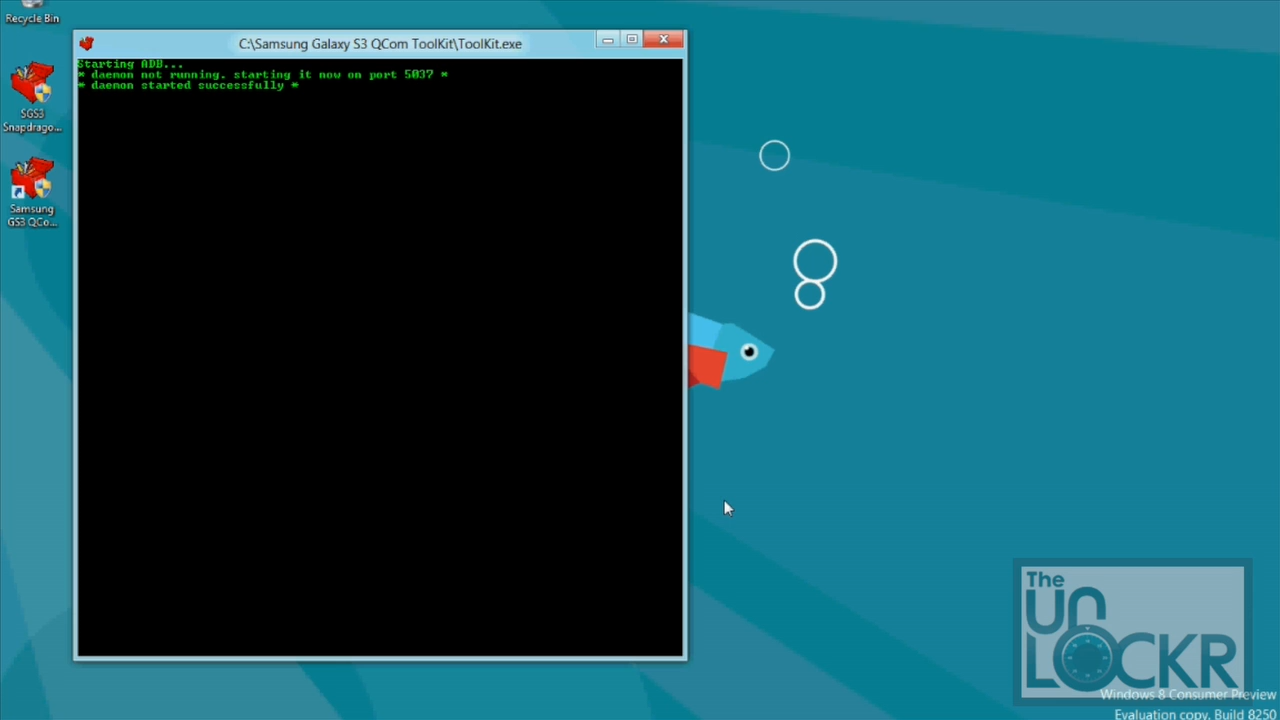 Recycle Bin
C:\Samsung Galaxy S3 QCom ToolKit\ToolKit.exe
Starting ADB...
* daemon not running. starting it now on port 5037 *
* daemon started successfully *
SGS3
Snapdrago...
Samsung
GS3 QCo...
The
UN
LOCKR
Windows 8 Consumer Preview
Evaluation copy. Build 8250